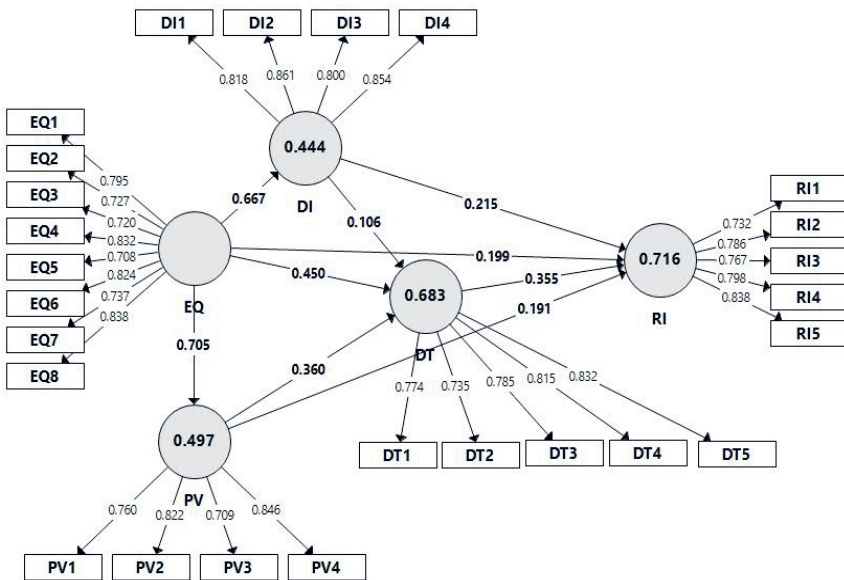 DI1 DI2 DI3 DI4
0.818 0.861 0.800 0.854
EQ1
EQ2
EQ3
EQ4
EQ5
EQ6
EQ7
EQ8
0.795
0.727
0.720
0.832
0.708
0.824
0.737
0.838
EQ
0.444
DI
0.667
0.106
0.215
0.199
0.450
0.355
0.191
0.683
DT
0.705
0.360
0.716
RI
0.732
0.786
0.767
0.798
0.838
RI1
RI2
RI3
RI4
RI5
0.774 0.735 0.785 0.815 0.832
DT1 DT2 DT3 DT4 DT5
0.497
PV
0.760 0.822 0.709 0.846
PV1 PV2 PV3 PV4